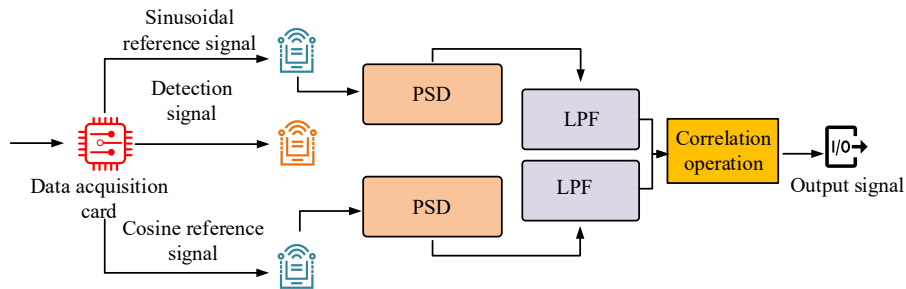 Sinusoidal
reference signal
Detection
signal
Data acquisition
card
Cosine reference
signal
PSD
PSD
LPF
LPF
Correlation
operation
I/O
Output signal